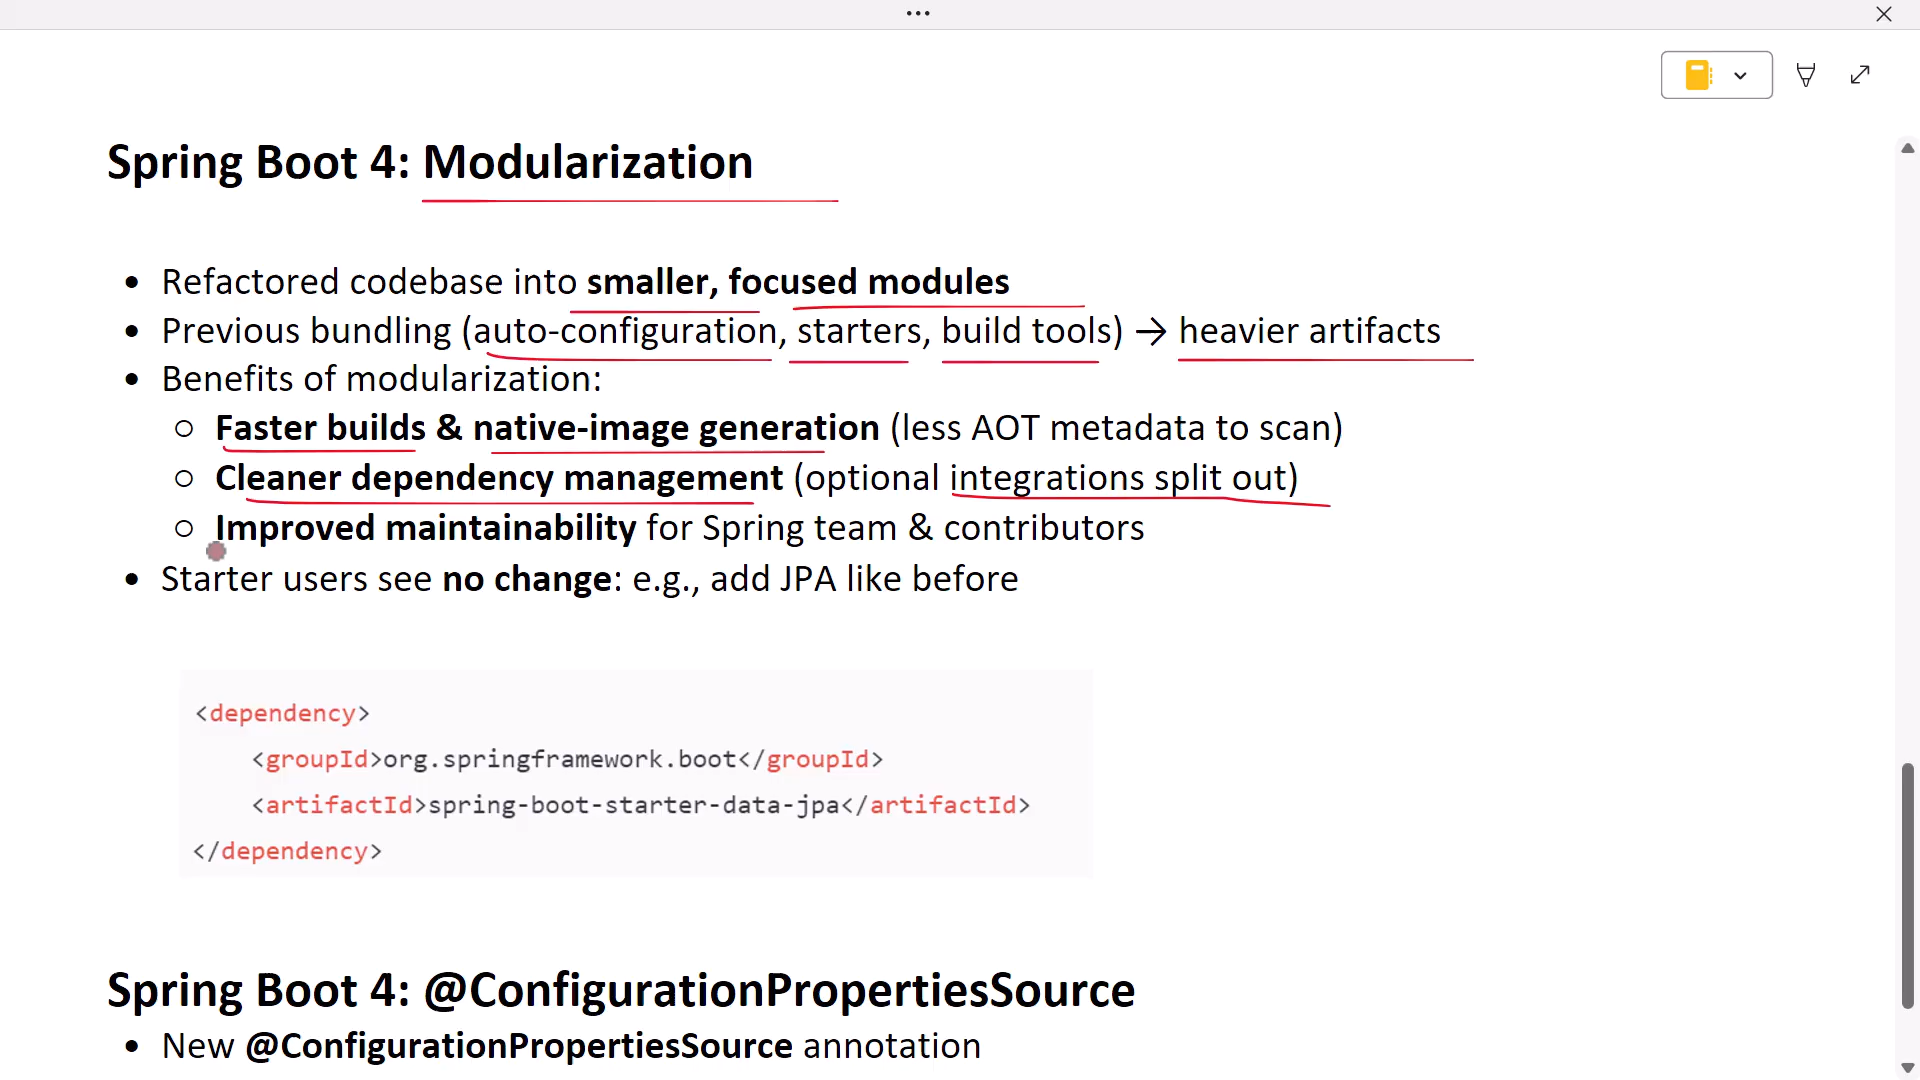 Spring Boot 4: Modularization
• Refactored codebase into smaller, focused modules
• Previous bundling (auto-configuration, starters, build tools) → heavier artifacts
• Benefits of modularization:
○ Faster builds & native-image generation (less AOT metadata to scan)
○ Cleaner dependency management (optional integrations split out)
○ Improved maintainability for Spring team & contributors
• Starter users see no change: e.g., add JPA like before
<dependency>
<groupId>org.springframework.boot</groupId>
<artifactId>spring-boot-starter-data-jpa</artifactId>
</dependency>
Spring Boot 4: @ConfigurationPropertiesSource
• New @ConfigurationPropertiesSource annotation